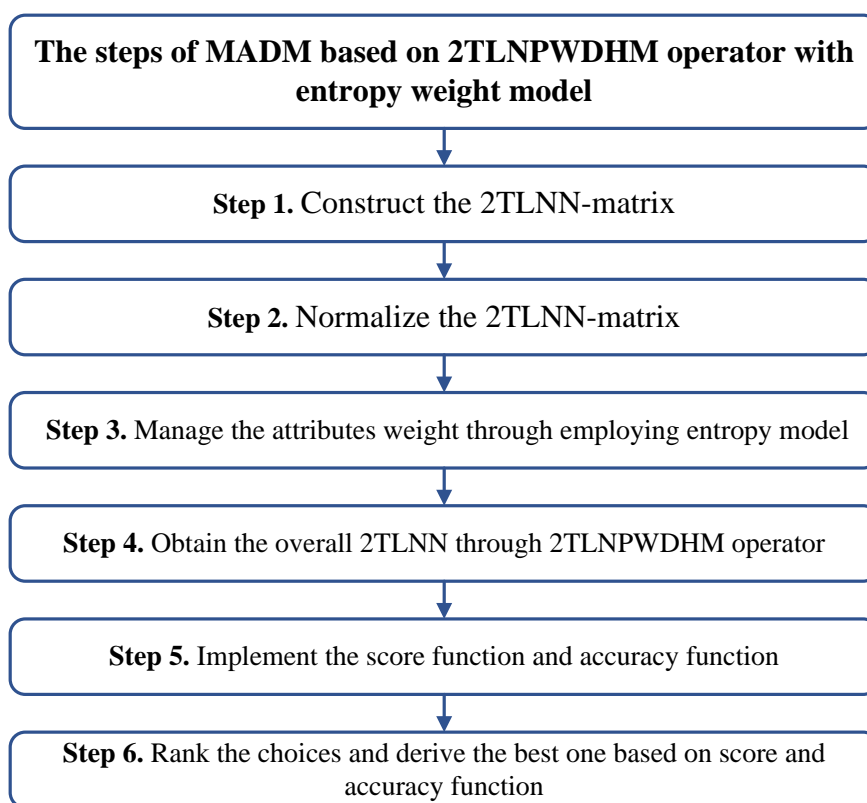 The steps of MADM based on 2TLNPWDHM operator with
entropy weight model
Step 1. Construct the 2TLNN-matrix
Step 2. Normalize the 2TLNN-matrix
Step 3. Manage the attributes weight through employing entropy model
Step 4. Obtain the overall 2TLNN through 2TLNPWDHM operator
Step 5. Implement the score function and accuracy function
Step 6. Rank the choices and derive the best one based on score and
accuracy function